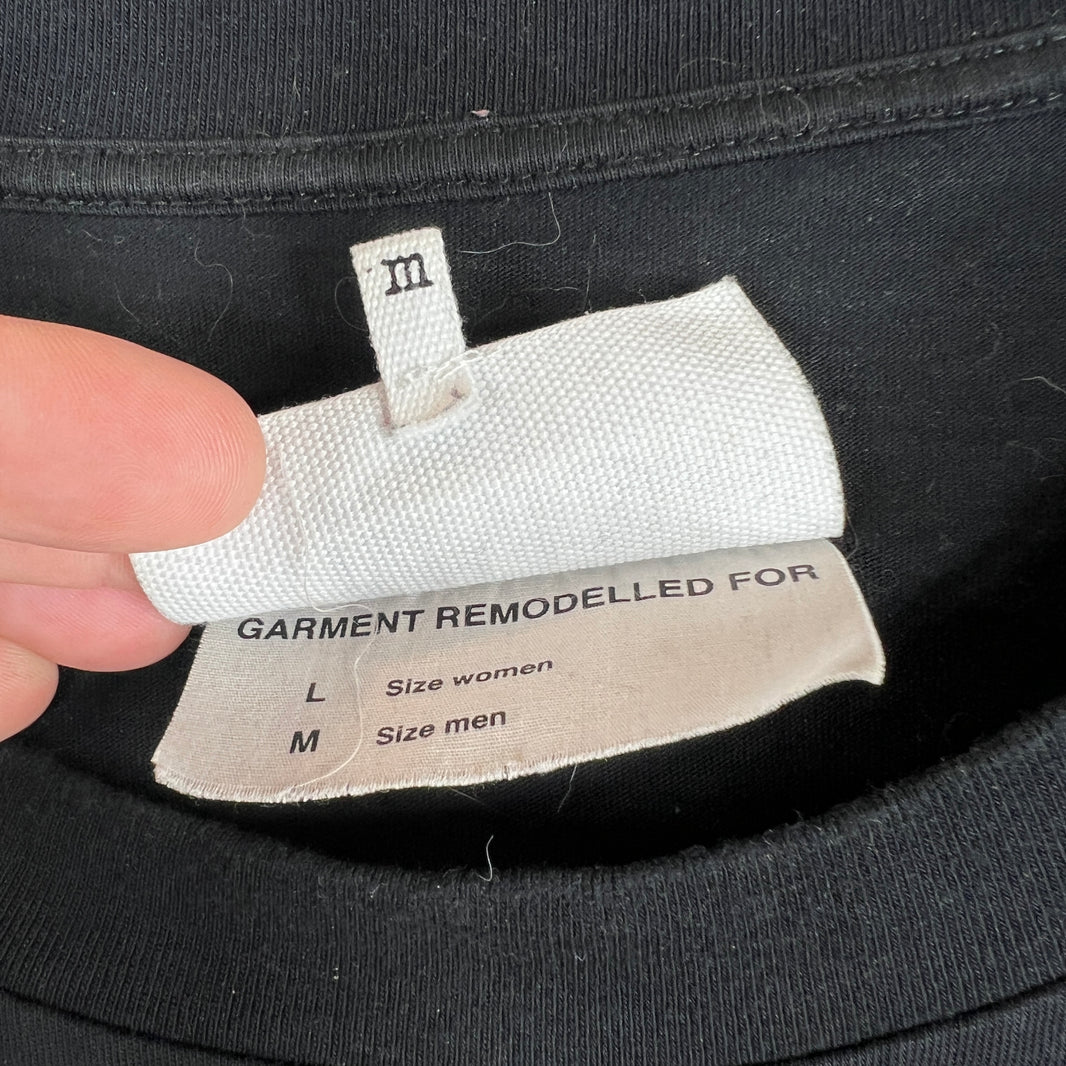 m
GARMENT REMODELLED FOR
L Size women
M Size men